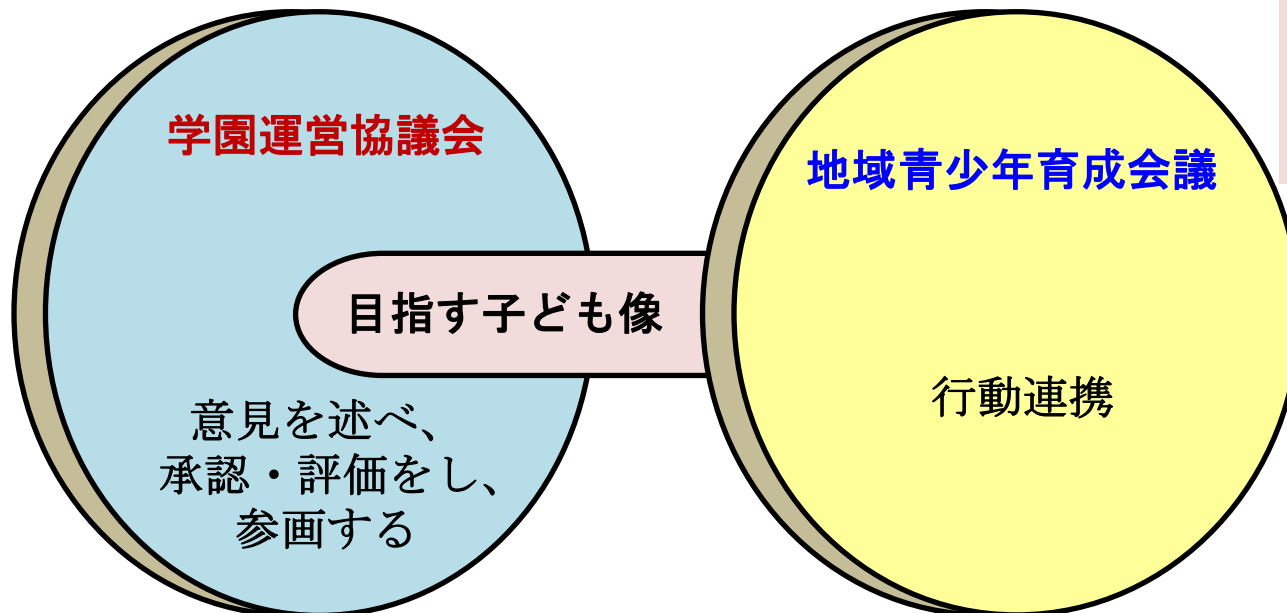 学園運営協議会
地域青少年育成会議
目指す子ども像
意見を述べ、
承認・評価をし、
参画する
行動連携